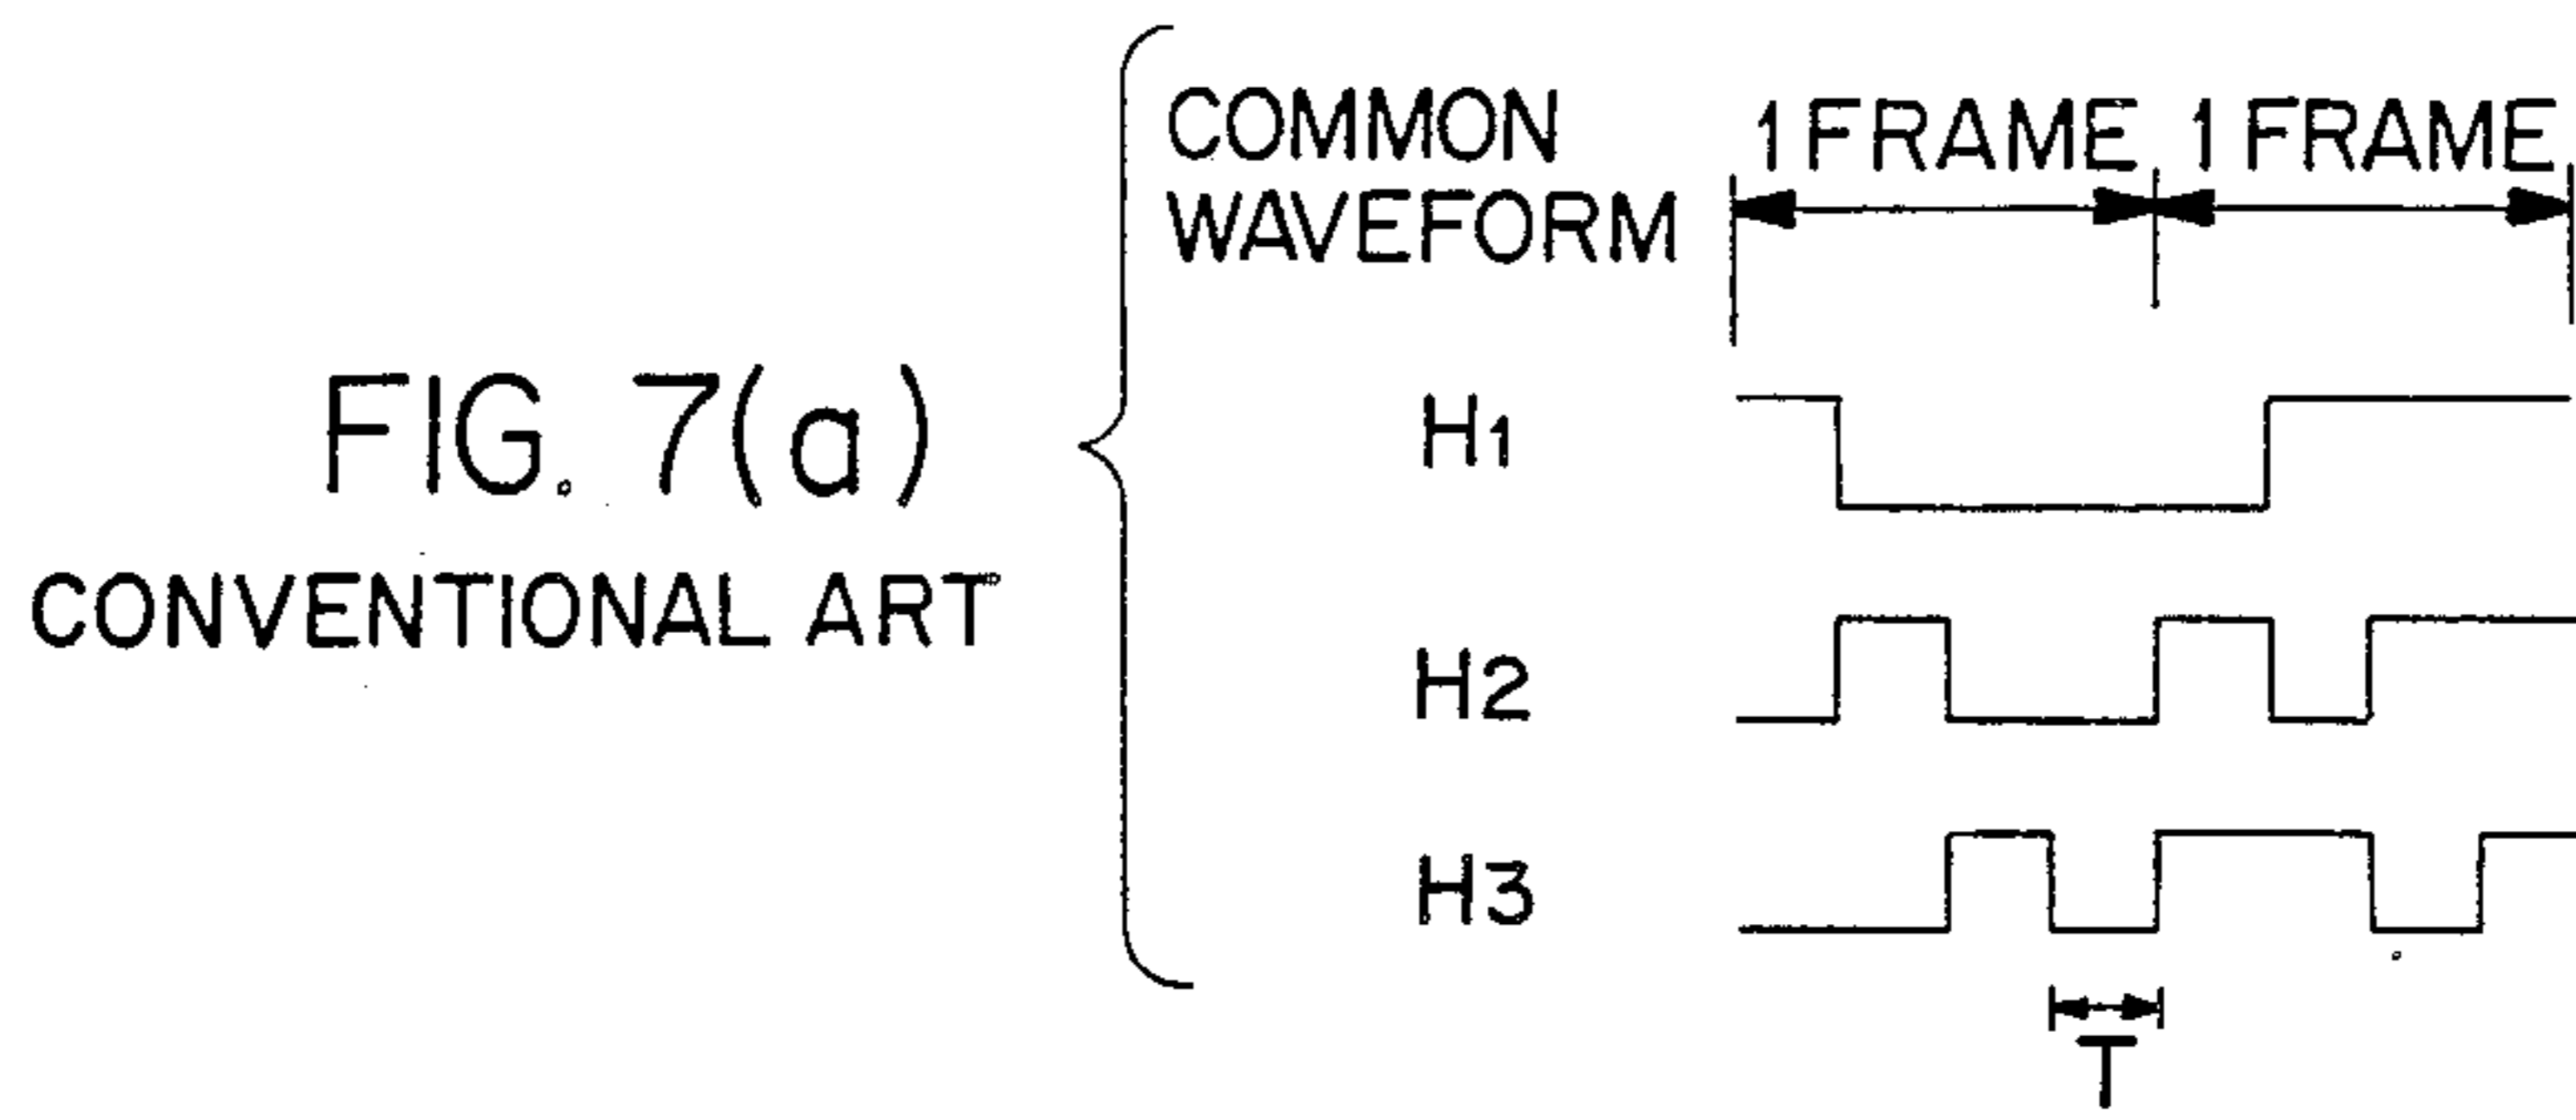 FIG. 7(a)
CONVENTIONAL ART
COMMON
WAVEFORM
1 FRAME 1 FRAME
H1
H2
H3
T